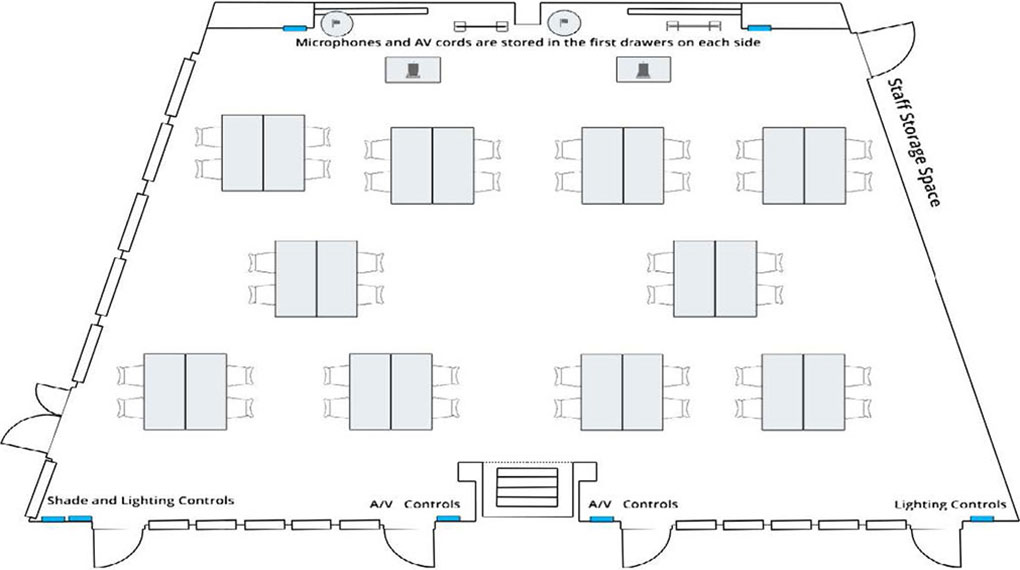 Microphones and AV cords are stored in the first drawers on each side
Staff Storage Space
Shade and Lighting Controls
A/V Controls
A/V Controls
Lighting Controls